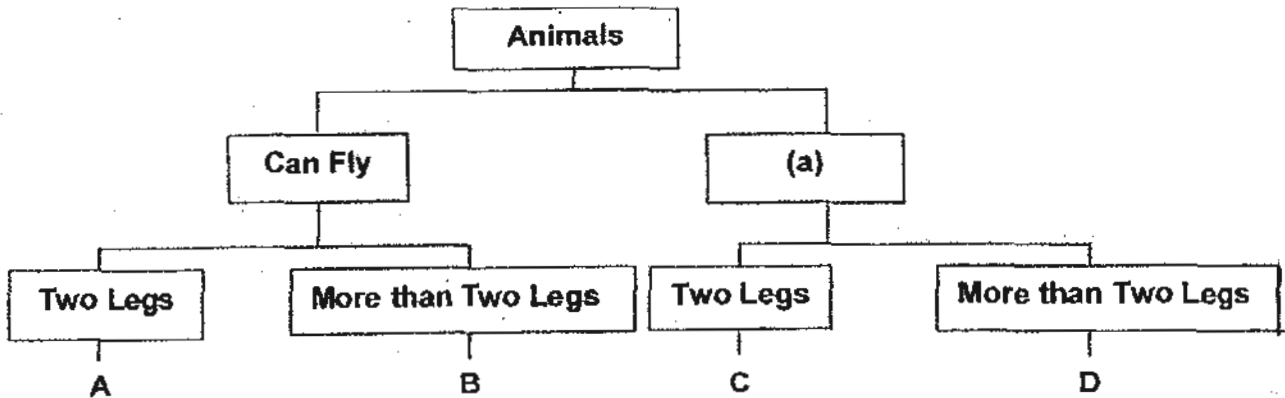 Animals
Can Fly
(a)
Two Legs
More than Two Legs
Two Legs
More than Two Legs
A
B
C
D